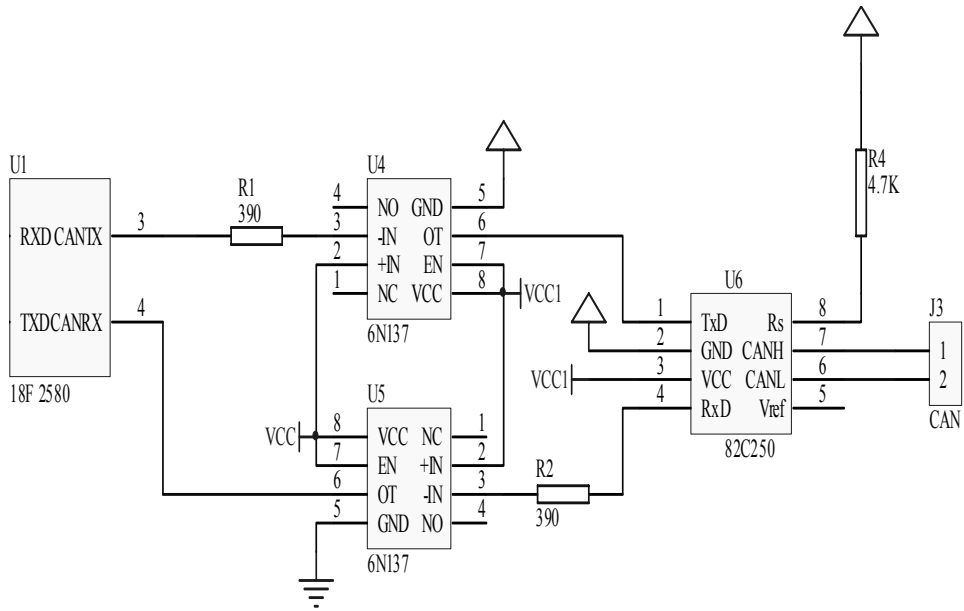 U1
RXD CANTX
TXDCANRX
18F 2580
3
4
R1
390
U4
4 NO GND 5
3 -IN OT 6
2 +IN EN 7
1 NC VCC 8
6N137
VCC1
U5
VCC
8 VCC NC 1
7 EN +IN 2
6 OT -IN 3
5 GND NO 4
6N137
R2
390
R4
4.7K
U6
1 TxD Rs 8
2 GND CANH 7
3 VCC CANL 6
4 RxD Vref 5
VCC1
82C250
J3
1
2
CAN